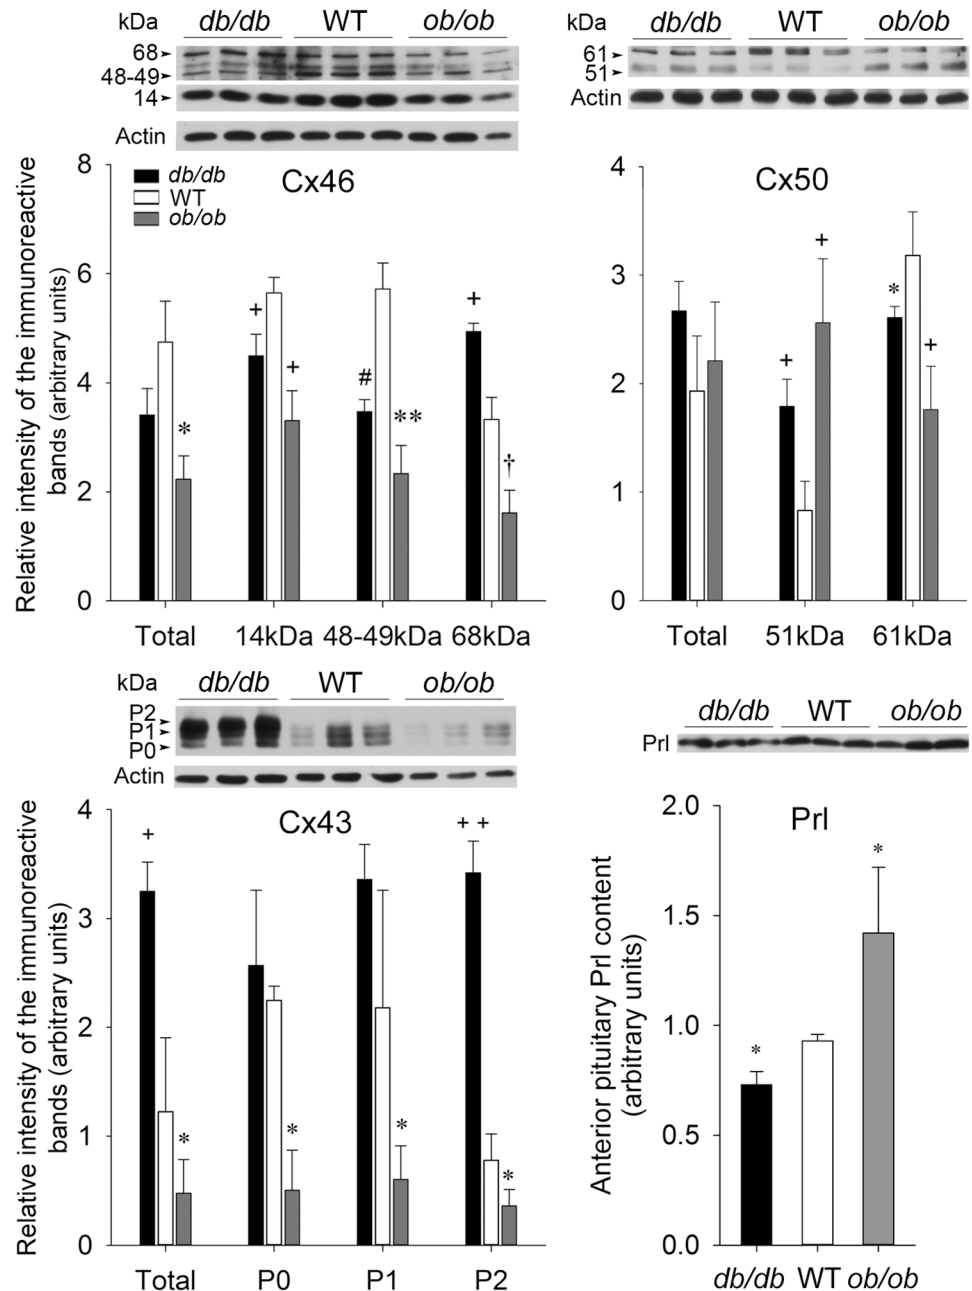 kDa db/db WT ob/ob
68
48-49
14
Actin
Cx46
db/db
WT
ob/ob
Relative intensity of the immunoreactive
bands (arbitrary units)
8
6
4
2
0
+
#
+
*
+
**
†
Total 14kDa 48-49kDa 68kDa
kDa db/db WT ob/ob
61
51
Actin
Cx50
4
3
2
1
0
+
+
*
+
Total 51kDa 61kDa
kDa db/db WT ob/ob
P2
P1
P0
Actin
Cx43
Relative intensity of the immunoreactive
bands (arbitrary units)
4
3
2
1
0
+
+ +
*
*
*
*
Total P0 P1 P2
db/db WT ob/ob
Prl
Prl
Anterior pituitary Prl content
(arbitrary units)
2.0
1.5
1.0
0.5
0.0
*
*
db/db WT ob/ob